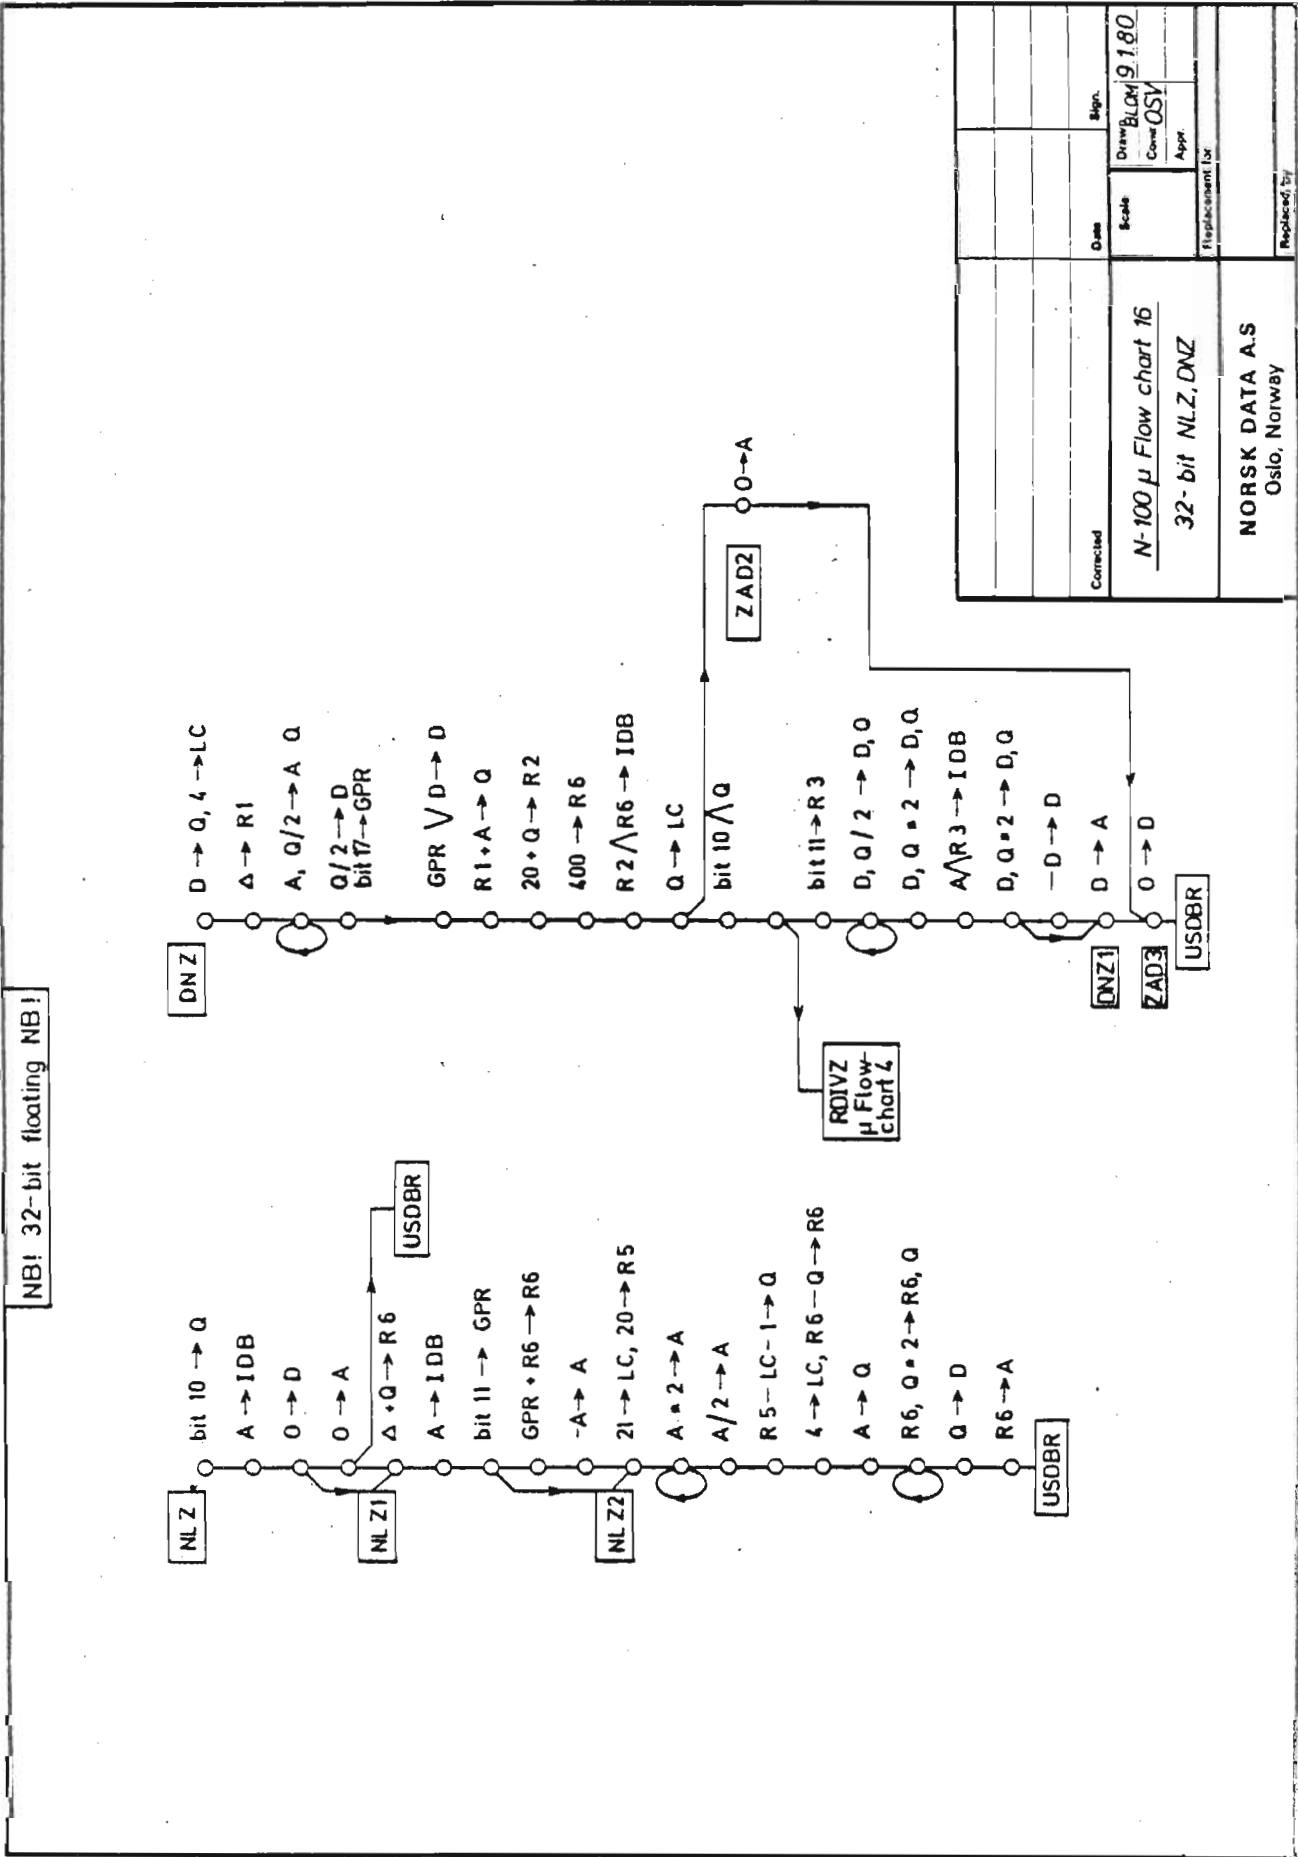 NB! 32-bit floating NB!
NLZ
bit 10 → Q
A → IDB
O → D
O → A
USDBR
NLZ1
Δ + Q → R6
A → IDB
bit 11 → GPR
GPR + R6 → R6
-A → A
NLZ2
21 → LC, 20 → R5
A * 2 → A
A/2 → A
R5 - LC - 1 → Q
4 → LC, R6 - Q → R6
A → Q
R6, Q * 2 → R6, Q
Q → D
R6 → A
USDBR
DNZ
D → Q, 4 → LC
Δ → R1
A, Q/2 → A Q
Q/2 → D
bit 17 → GPR
GPR \/ D → D
R1 + A → Q
20 + Q → R2
400 → R6
R2 /\ R6 → IDB
Q → LC
bit 10 /\ Q
ZAD2
O → A
RDIVZ
μ Flow-
chart 4
bit 11 → R3
D, Q / 2 → D, Q
D, Q * 2 → D, Q
A /\ R3 → IDB
D, Q * 2 → D, Q
-D → D
DNZ1
D → A
ZAD3
O → D
USDBR
Corrected
Date
Sign.
N-100 μ Flow chart 16
32-bit NLZ, DNZ
Scale
Drawn BLOM 9.1.80
Contr OSV
Appr.
Replacement for
NORSK DATA A.S
Oslo, Norway
Replaced by